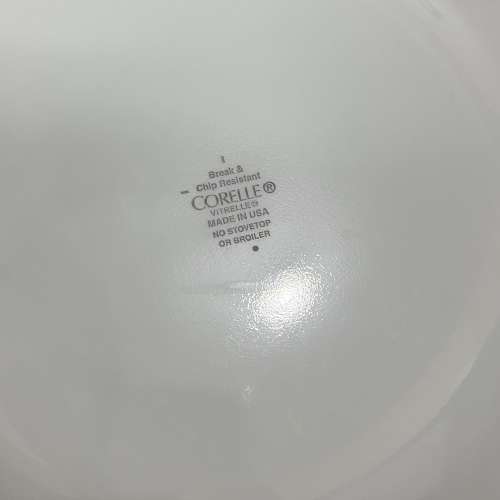 Break &
Chip Resistant
CORELLE®
VITRELLE®
MADE IN USA
NO STOVETOP
OR BROILER